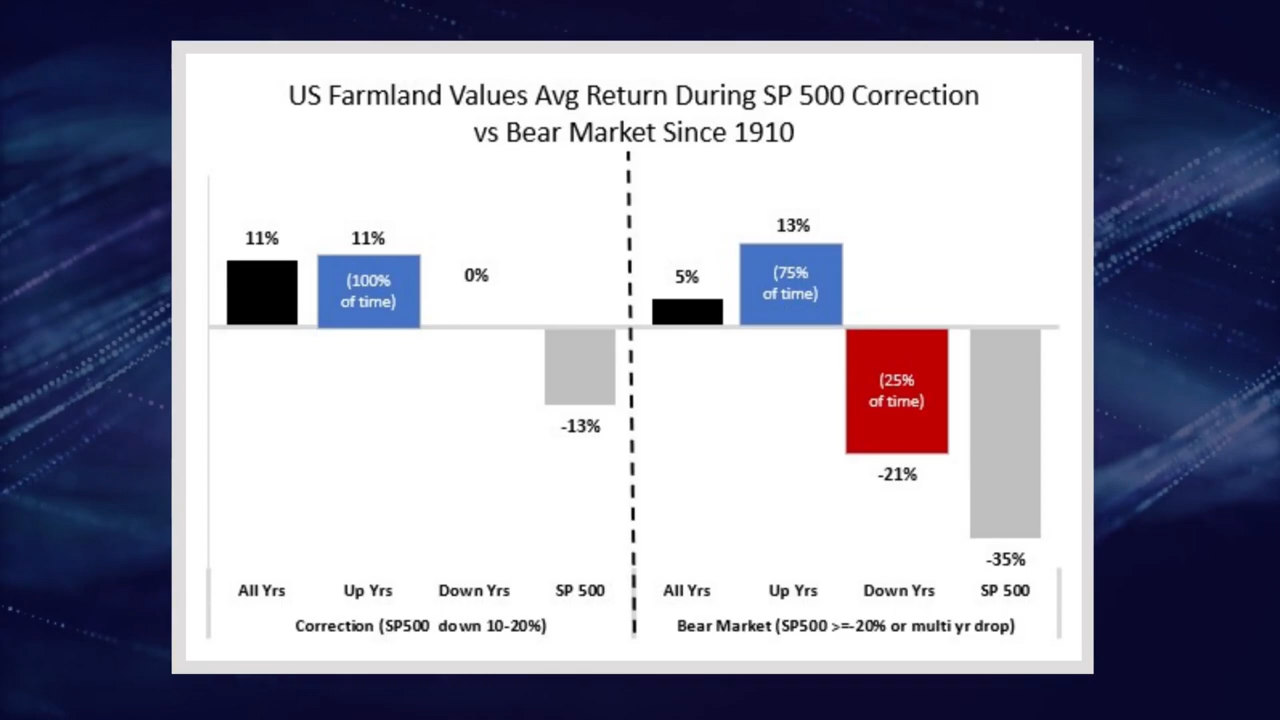 US Farmland Values Avg Return During SP 500 Correction
vs Bear Market Since 1910
11%
11%
(100%
of time)
0%
-13%
5%
13%
(75%
of time)
(25%
of time)
-21%
-35%
All Yrs
Up Yrs
Down Yrs
SP 500
All Yrs
Up Yrs
Down Yrs
SP 500
Correction (SP500 down 10-20%)
Bear Market (SP500 >=-20% or multi yr drop)